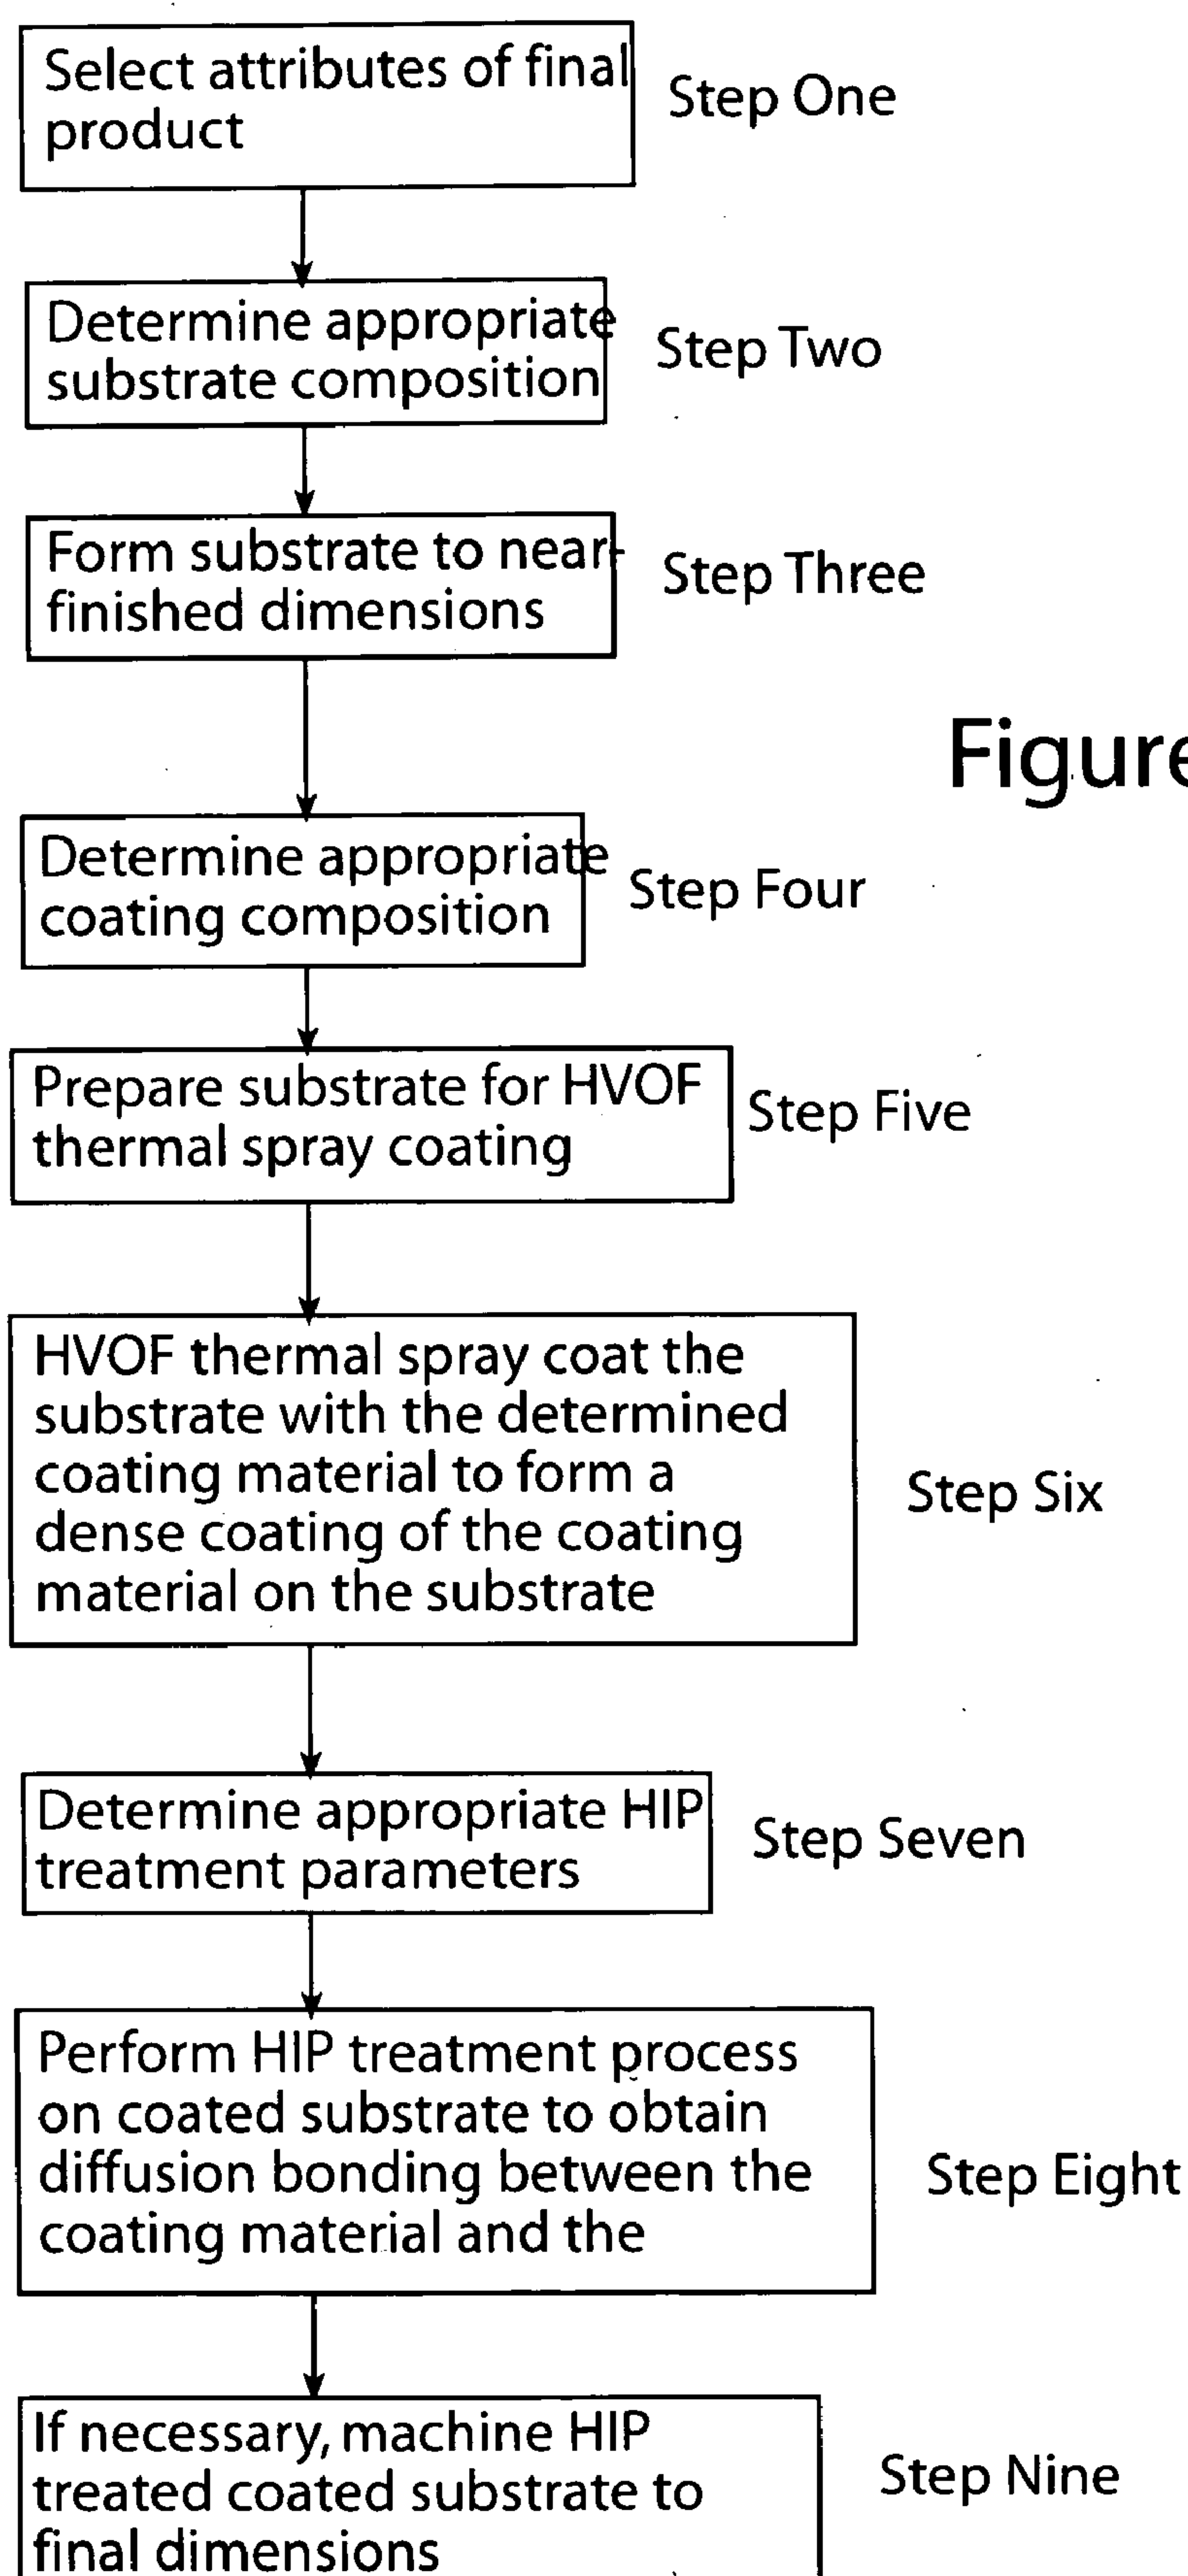 Select attributes of final
product
Step One
Determine appropriate
substrate composition
Step Two
Form substrate to near-
finished dimensions
Step Three
Figure
Determine appropriate
coating composition
Step Four
Prepare substrate for HVOF
thermal spray coating
Step Five
HVOF thermal spray coat the
substrate with the determined
coating material to form a
dense coating of the coating
material on the substrate
Step Six
Determine appropriate HIP
treatment parameters
Step Seven
Perform HIP treatment process
on coated substrate to obtain
diffusion bonding between the
coating material and the
Step Eight
If necessary, machine HIP
treated coated substrate to
final dimensions
Step Nine